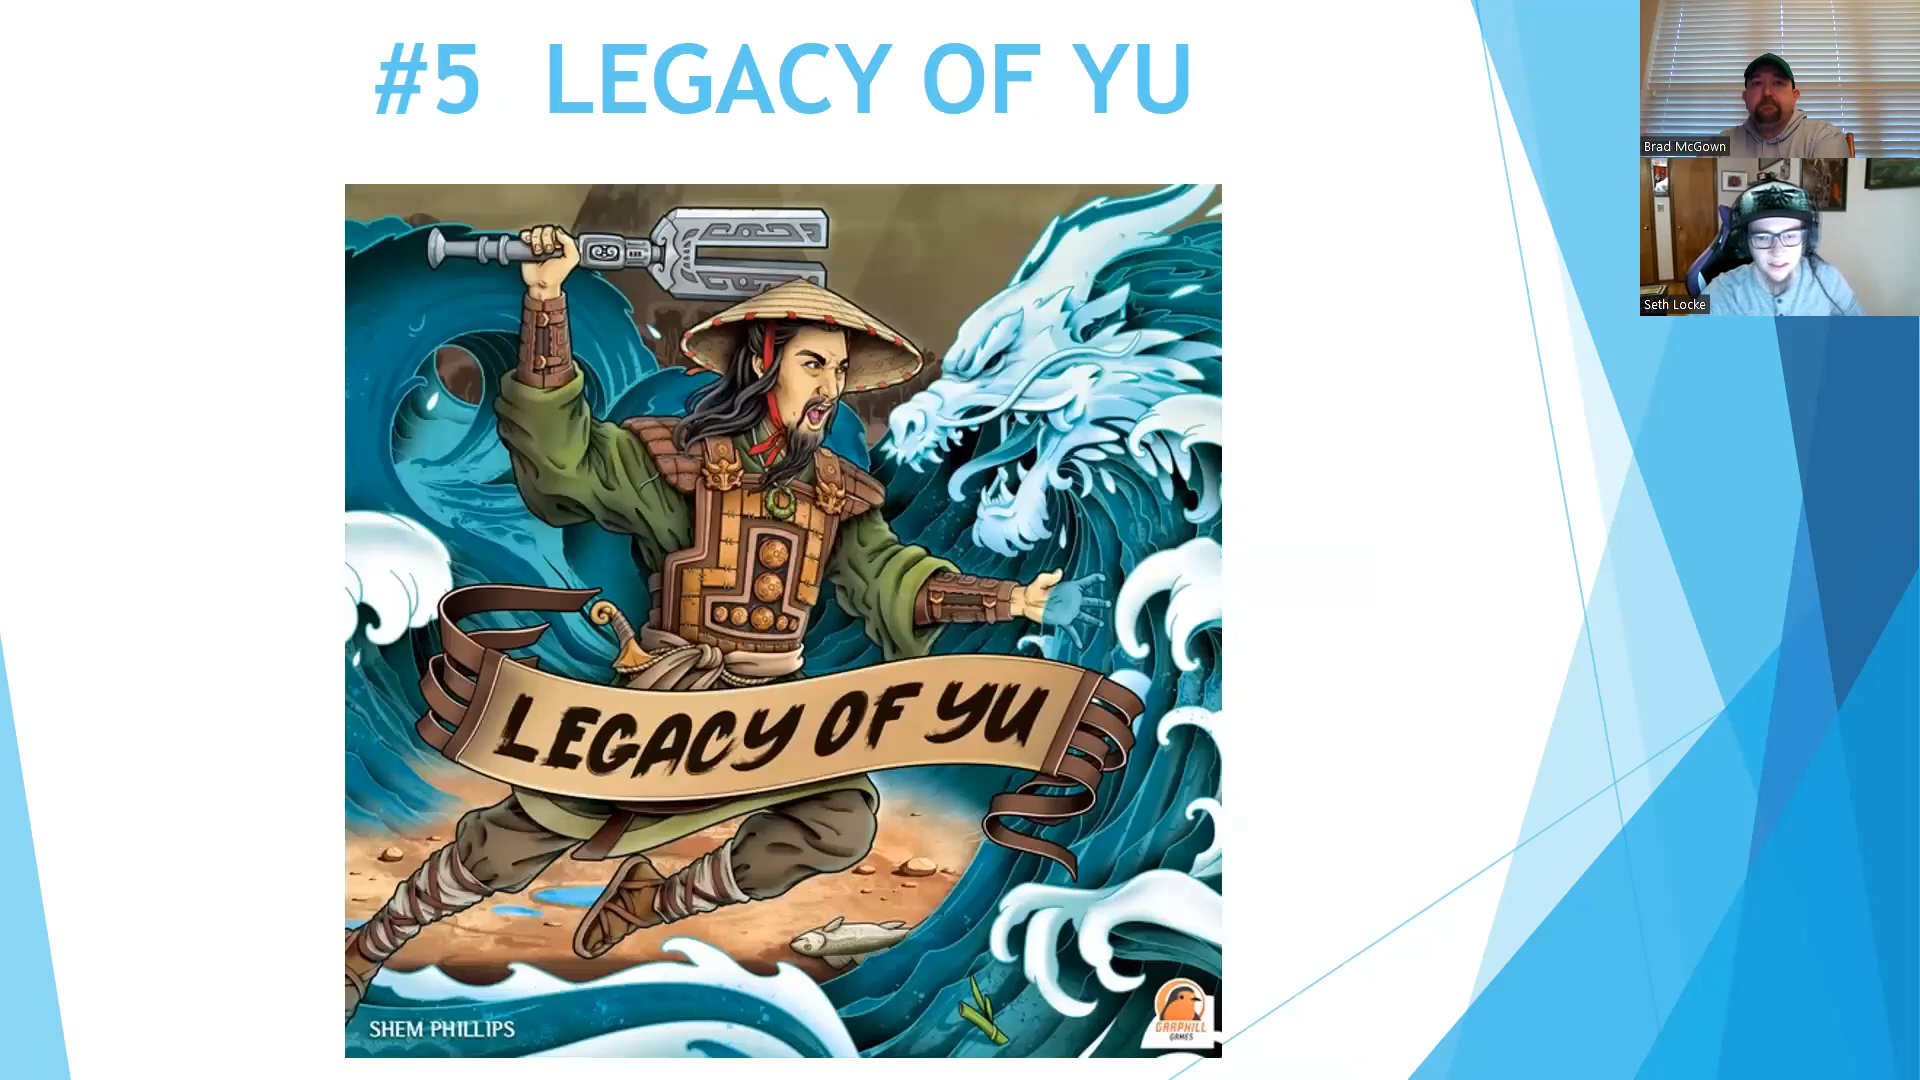 #5 LEGACY OF YU
Brad McGown
Seth Locke
LEGACY OF YU
SHEM PHILLIPS
GARPHILL
GAMES